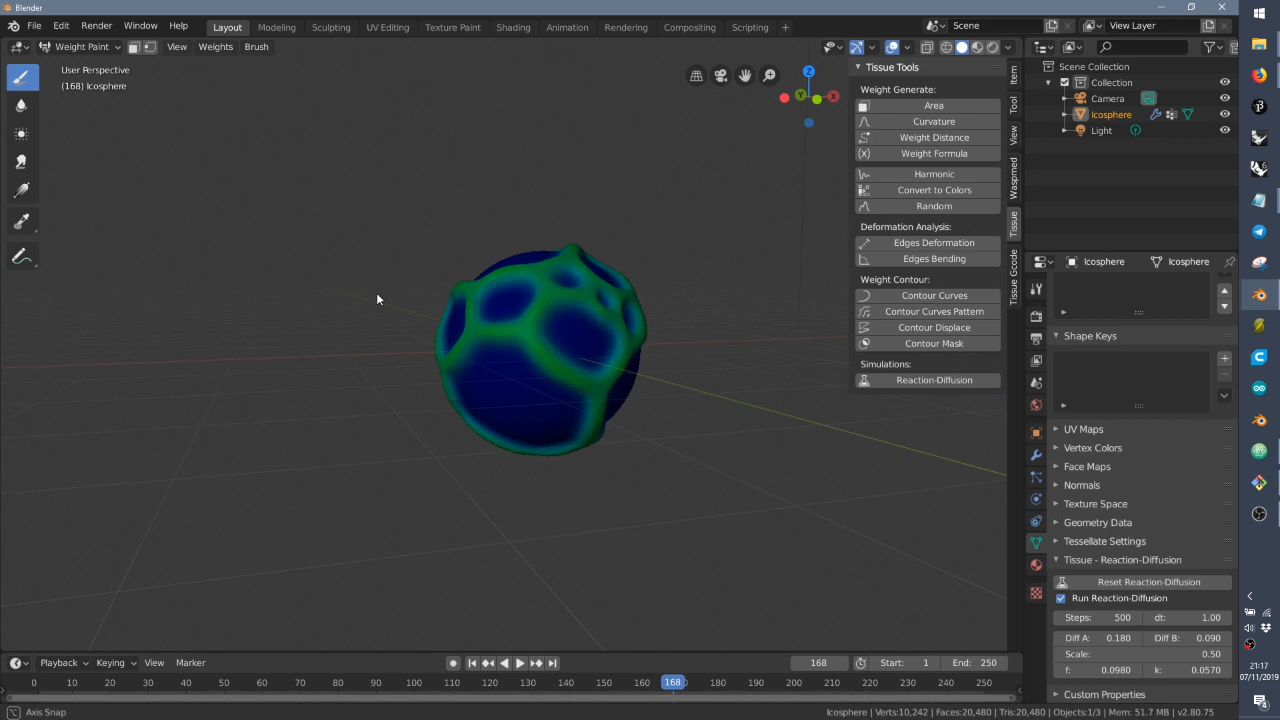 Blender
File Edit Render Window Help Layout Modeling Sculpting UV Editing Texture Paint Shading Animation Rendering Compositing Scripting + Scene View Layer
Weight Paint View Weights Brush
User Perspective
(168) Icosphere
Z
Y
X
Tissue Tools
Weight Generate:
Area
Curvature
Weight Distance
(x) Weight Formula
Harmonic
Convert to Colors
Random
Deformation Analysis:
Edges Deformation
Edges Bending
Weight Contour:
Contour Curves
Contour Curves Pattern
Contour Displace
Contour Mask
Simulations:
Reaction-Diffusion
Item
Tool
View
Waspmed
Tissue
Tissue Gcode
Scene Collection
Collection
Camera
Icosphere
Light
Icosphere Icosphere
Shape Keys
UV Maps
Vertex Colors
Face Maps
Normals
Texture Space
Geometry Data
Tessellate Settings
Tissue - Reaction-Diffusion
Reset Reaction-Diffusion
Run Reaction-Diffusion
Steps: 500 dt: 1.00
Diff A: 0.180 Diff B: 0.090
Scale: 0.50
f: 0.0980 k: 0.0570
Custom Properties
Playback Keying View Marker 168 Start: 1 End: 250
0 10 20 30 40 50 60 70 80 90 100 110 120 130 140 150 160 168 180 190 200 210 220 230 240 250
Axis Snap
Icosphere | Verts:10,242 | Faces:20,480 | Tris:20,480 | Objects:1/3 | Mem: 51.7 MB | v2.80.75
21:17
07/11/2019
4